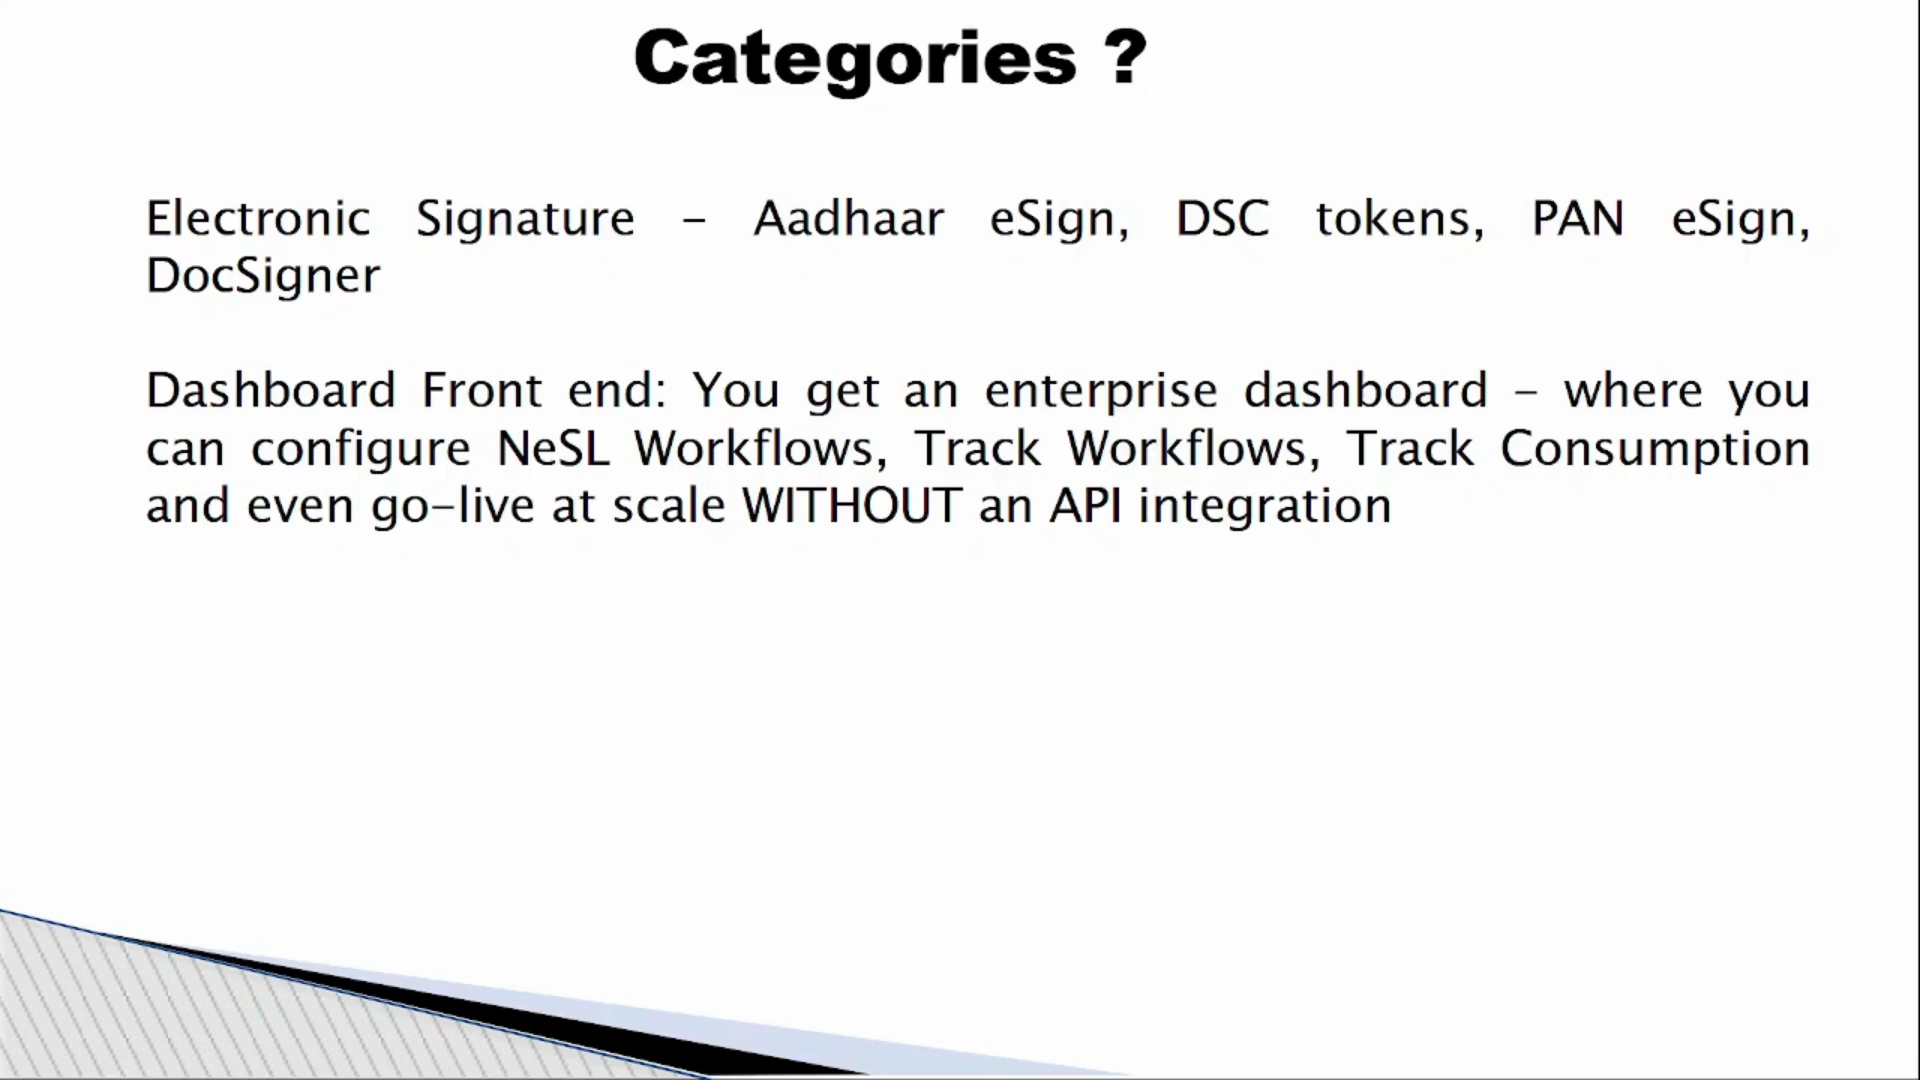 Categories ?
Electronic Signature – Aadhaar eSign, DSC tokens, PAN eSign,
DocSigner
Dashboard Front end: You get an enterprise dashboard – where you
can configure NeSL Workflows, Track Workflows, Track Consumption
and even go-live at scale WITHOUT an API integration